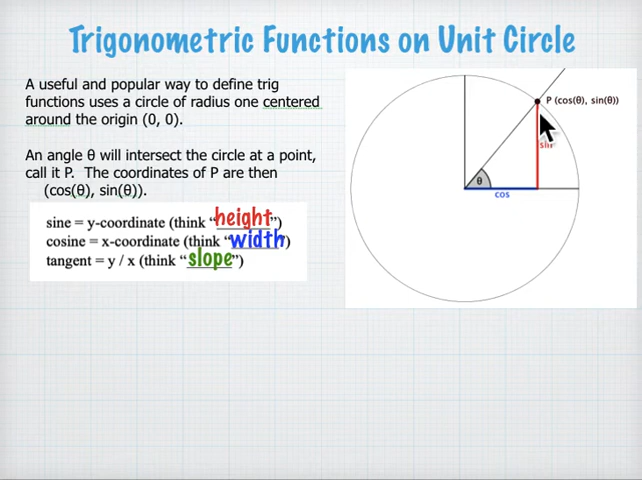 Trigonometric Functions on Unit Circle
A useful and popular way to define trig
functions uses a circle of radius one centered
around the origin (0, 0).
An angle θ will intersect the circle at a point,
call it P. The coordinates of P are then
(cos(θ), sin(θ)).
sine = y-coordinate (think “height”)
cosine = x-coordinate (think “width”)
tangent = y / x (think “slope”)
P (cos(θ), sin(θ))
sin
θ
cos